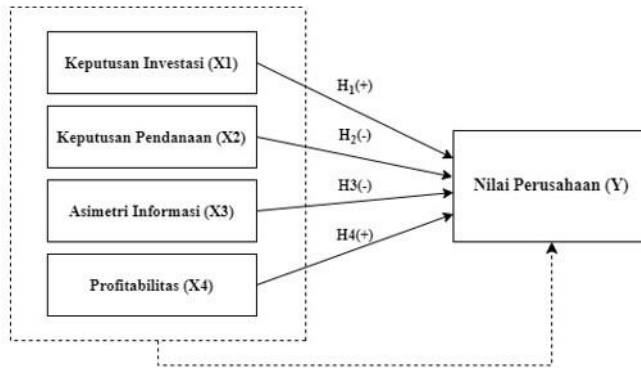 Keputusan Investasi (X1)
H₁(+)
Keputusan Pendanaan (X2)
H₂(-)
Asimetri Informasi (X3)
H3(-)
Nilai Perusahaan (Y)
Profitabilitas (X4)
H4(+)